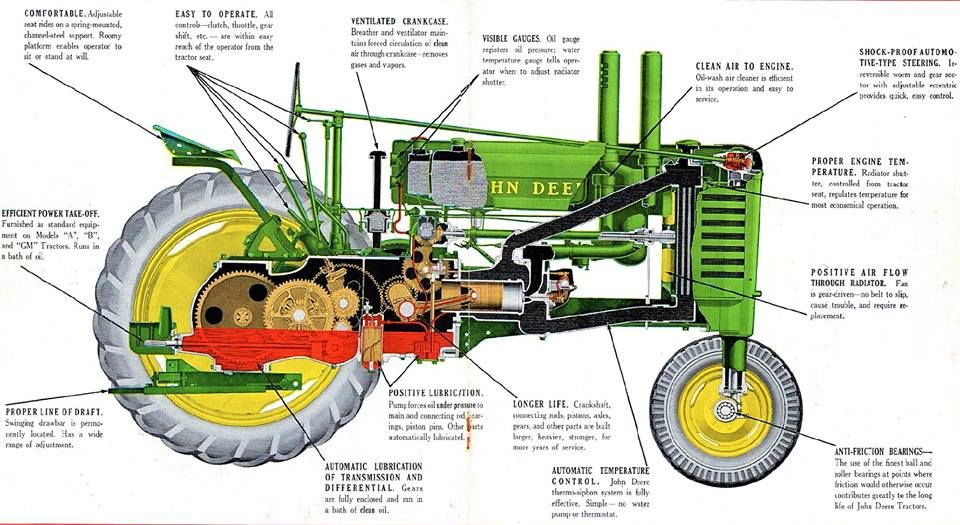 COMFORTABLE. Adjustable
seat rides on a spring-mounted,
channel-steel support. Roomy
platform enables operator to
sit or stand at will.
EASY TO OPERATE. All
controls—clutch, throttle, gear
shift, etc.— are within easy
reach of the operator from the
tractor seat.
VENTILATED CRANKCASE.
Breather and ventilator main-
tains forced circulation of clean
air through crankcase—removes
gases and vapors.
VISIBLE GAUGES. Oil gauge
registers oil pressure; water
temperature gauge tells oper-
ator when to adjust radiator
shutter.
CLEAN AIR TO ENGINE.
Oil-wash air cleaner is efficient
in its operation and easy to
service.
SHOCK-PROOF AUTOMO-
TIVE-TYPE STEERING. Ir-
reversible worm and gear sec-
tor with adjustable eccentric
provides quick, easy control.
PROPER ENGINE TEM-
PERATURE. Radiator shut-
ter, controlled from tractor
seat, regulates temperature for
most economical operation.
EFFICIENT POWER TAKE-OFF.
Furnished as standard equip-
ment on Models "A", "B",
and "GM" Tractors. Runs in
a bath of oil.
HN DEE
POSITIVE AIR FLOW
THROUGH RADIATOR. Fan
is gear-driven—no belt to slip,
cause trouble, and require re-
placement.
PROPER LINE OF DRAFT.
Swinging drawbar is perma-
nently located. Has a wide
range of adjustment.
POSITIVE LUBRICATION.
Pump forces oil under pressure to
main and connecting rod bear-
ings, piston pins. Other parts
automatically lubricated.
LONGER LIFE. Crankshaft,
connecting rods, pistons, axles,
gears, and other parts are built
larger, heavier, stronger, for
more years of service.
AUTOMATIC LUBRICATION
OF TRANSMISSION AND
DIFFERENTIAL. Gears
are fully enclosed and run in
a bath of clean oil.
AUTOMATIC TEMPERATURE
CONTROL. John Deere
thermo-siphon system is fully
effective. Simple—no water
pump or thermostat.
ANTI-FRICTION BEARINGS—
The use of the finest ball and
roller bearings at points where
friction would otherwise occur
contributes greatly to the long
life of John Deere Tractors.